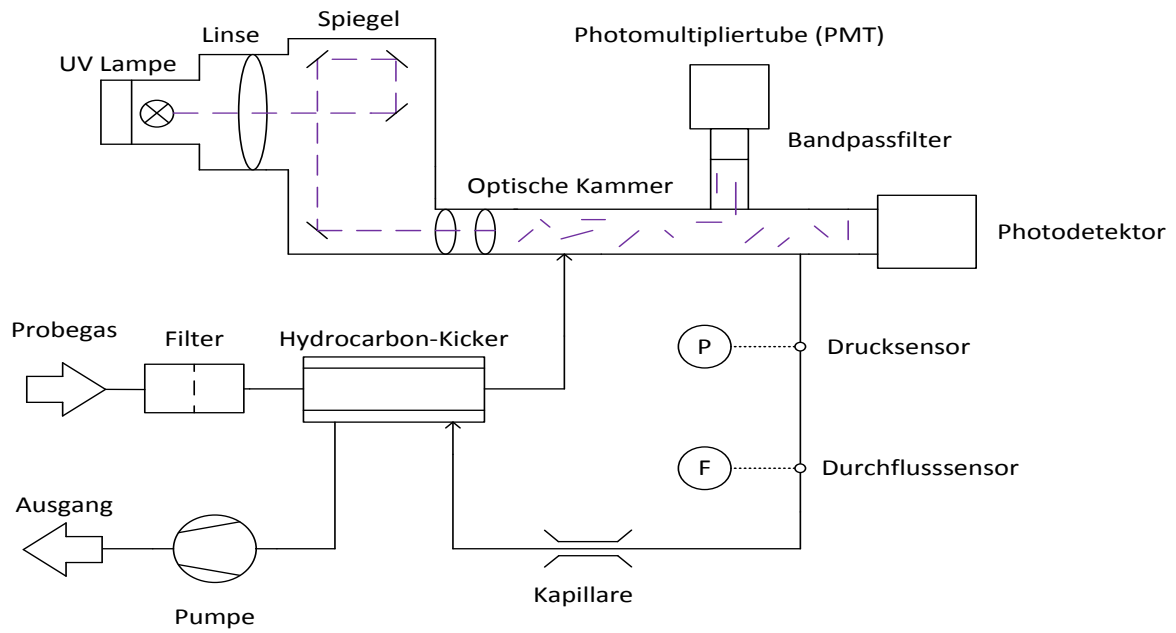 Spiegel
Linse
Photomultipliertube (PMT)
UV Lampe
Bandpassfilter
Optische Kammer
Photodetektor
Probegas
Filter
Hydrocarbon-Kicker
P
Drucksensor
F
Durchflusssensor
Ausgang
Kapillare
Pumpe